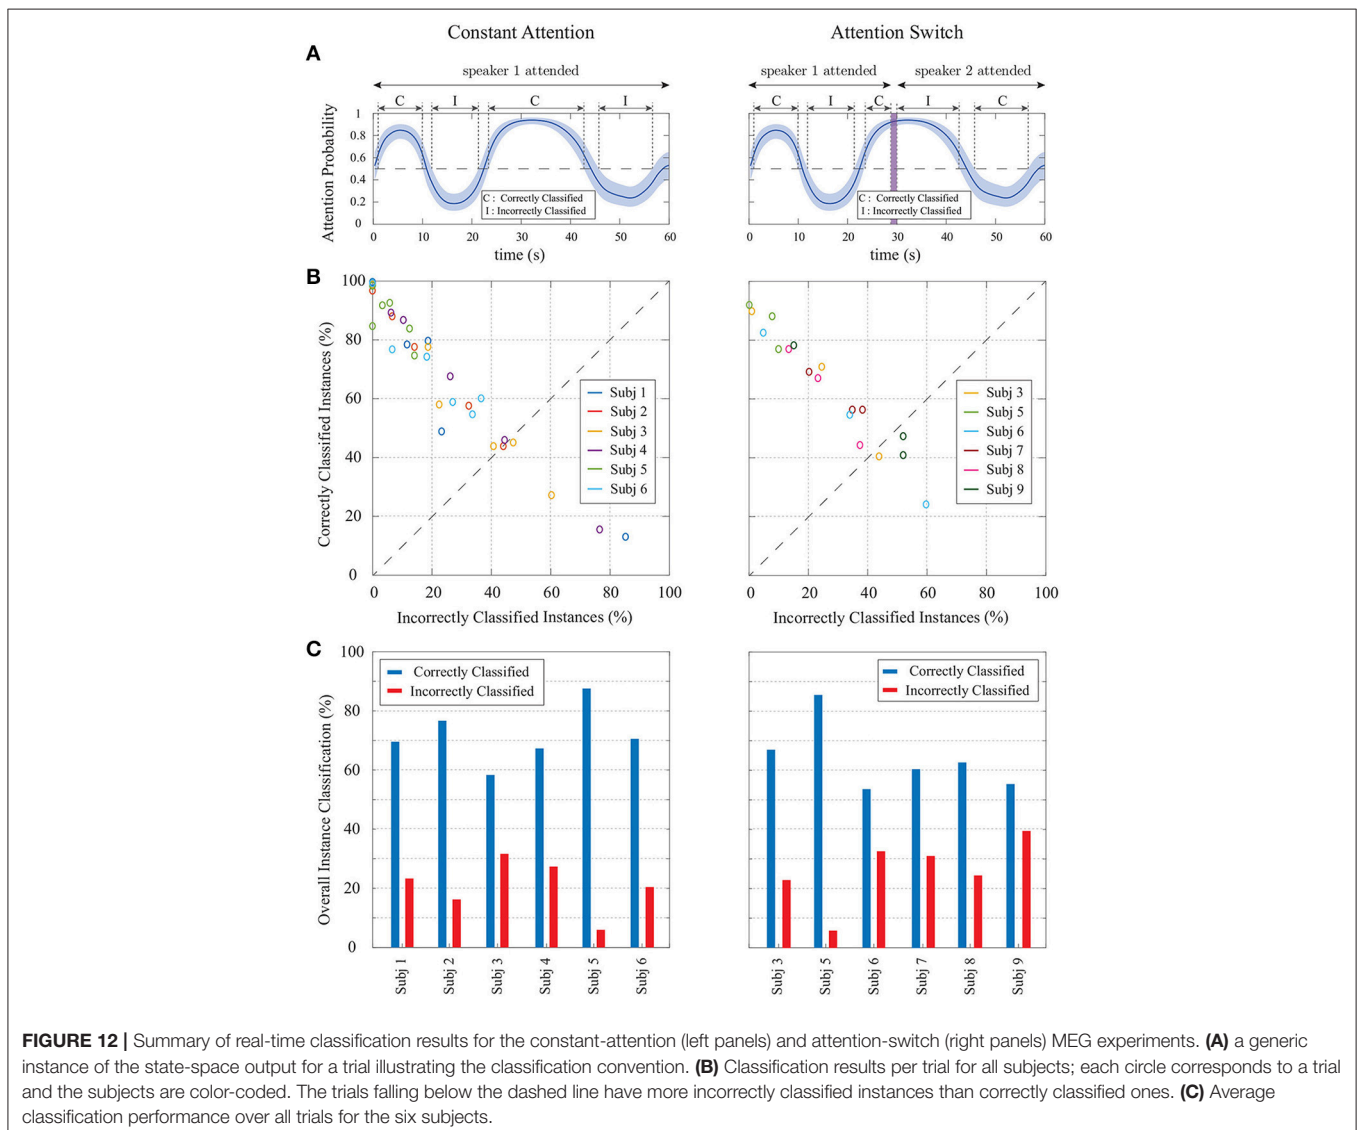 Constant Attention
Attention Switch
A
speaker 1 attended
speaker 1 attended
speaker 2 attended
C
I
C
I
C
I
C
I
C
Attention Probability
1
0.8
0.6
0.4
0.2
0
C : Correctly Classified
I : Incorrectly Classified
C : Correctly Classified
I : Incorrectly Classified
0 10 20 30 40 50 60
0 10 20 30 40 50 60
time (s)
time (s)
B
Correctly Classified Instances (%)
100
80
60
40
20
0
Subj 1
Subj 2
Subj 3
Subj 4
Subj 5
Subj 6
Subj 3
Subj 5
Subj 6
Subj 7
Subj 8
Subj 9
0 20 40 60 80 100
0 20 40 60 80 100
Incorrectly Classified Instances (%)
Incorrectly Classified Instances (%)
C
Overall Instance Classification (%)
100
80
60
40
20
0
Correctly Classified
Incorrectly Classified
Correctly Classified
Incorrectly Classified
Subj 1
Subj 2
Subj 3
Subj 4
Subj 5
Subj 6
Subj 3
Subj 5
Subj 6
Subj 7
Subj 8
Subj 9
FIGURE 12 | Summary of real-time classification results for the constant-attention (left panels) and attention-switch (right panels) MEG experiments. (A) a generic
instance of the state-space output for a trial illustrating the classification convention. (B) Classification results per trial for all subjects; each circle corresponds to a trial
and the subjects are color-coded. The trials falling below the dashed line have more incorrectly classified instances than correctly classified ones. (C) Average
classification performance over all trials for the six subjects.